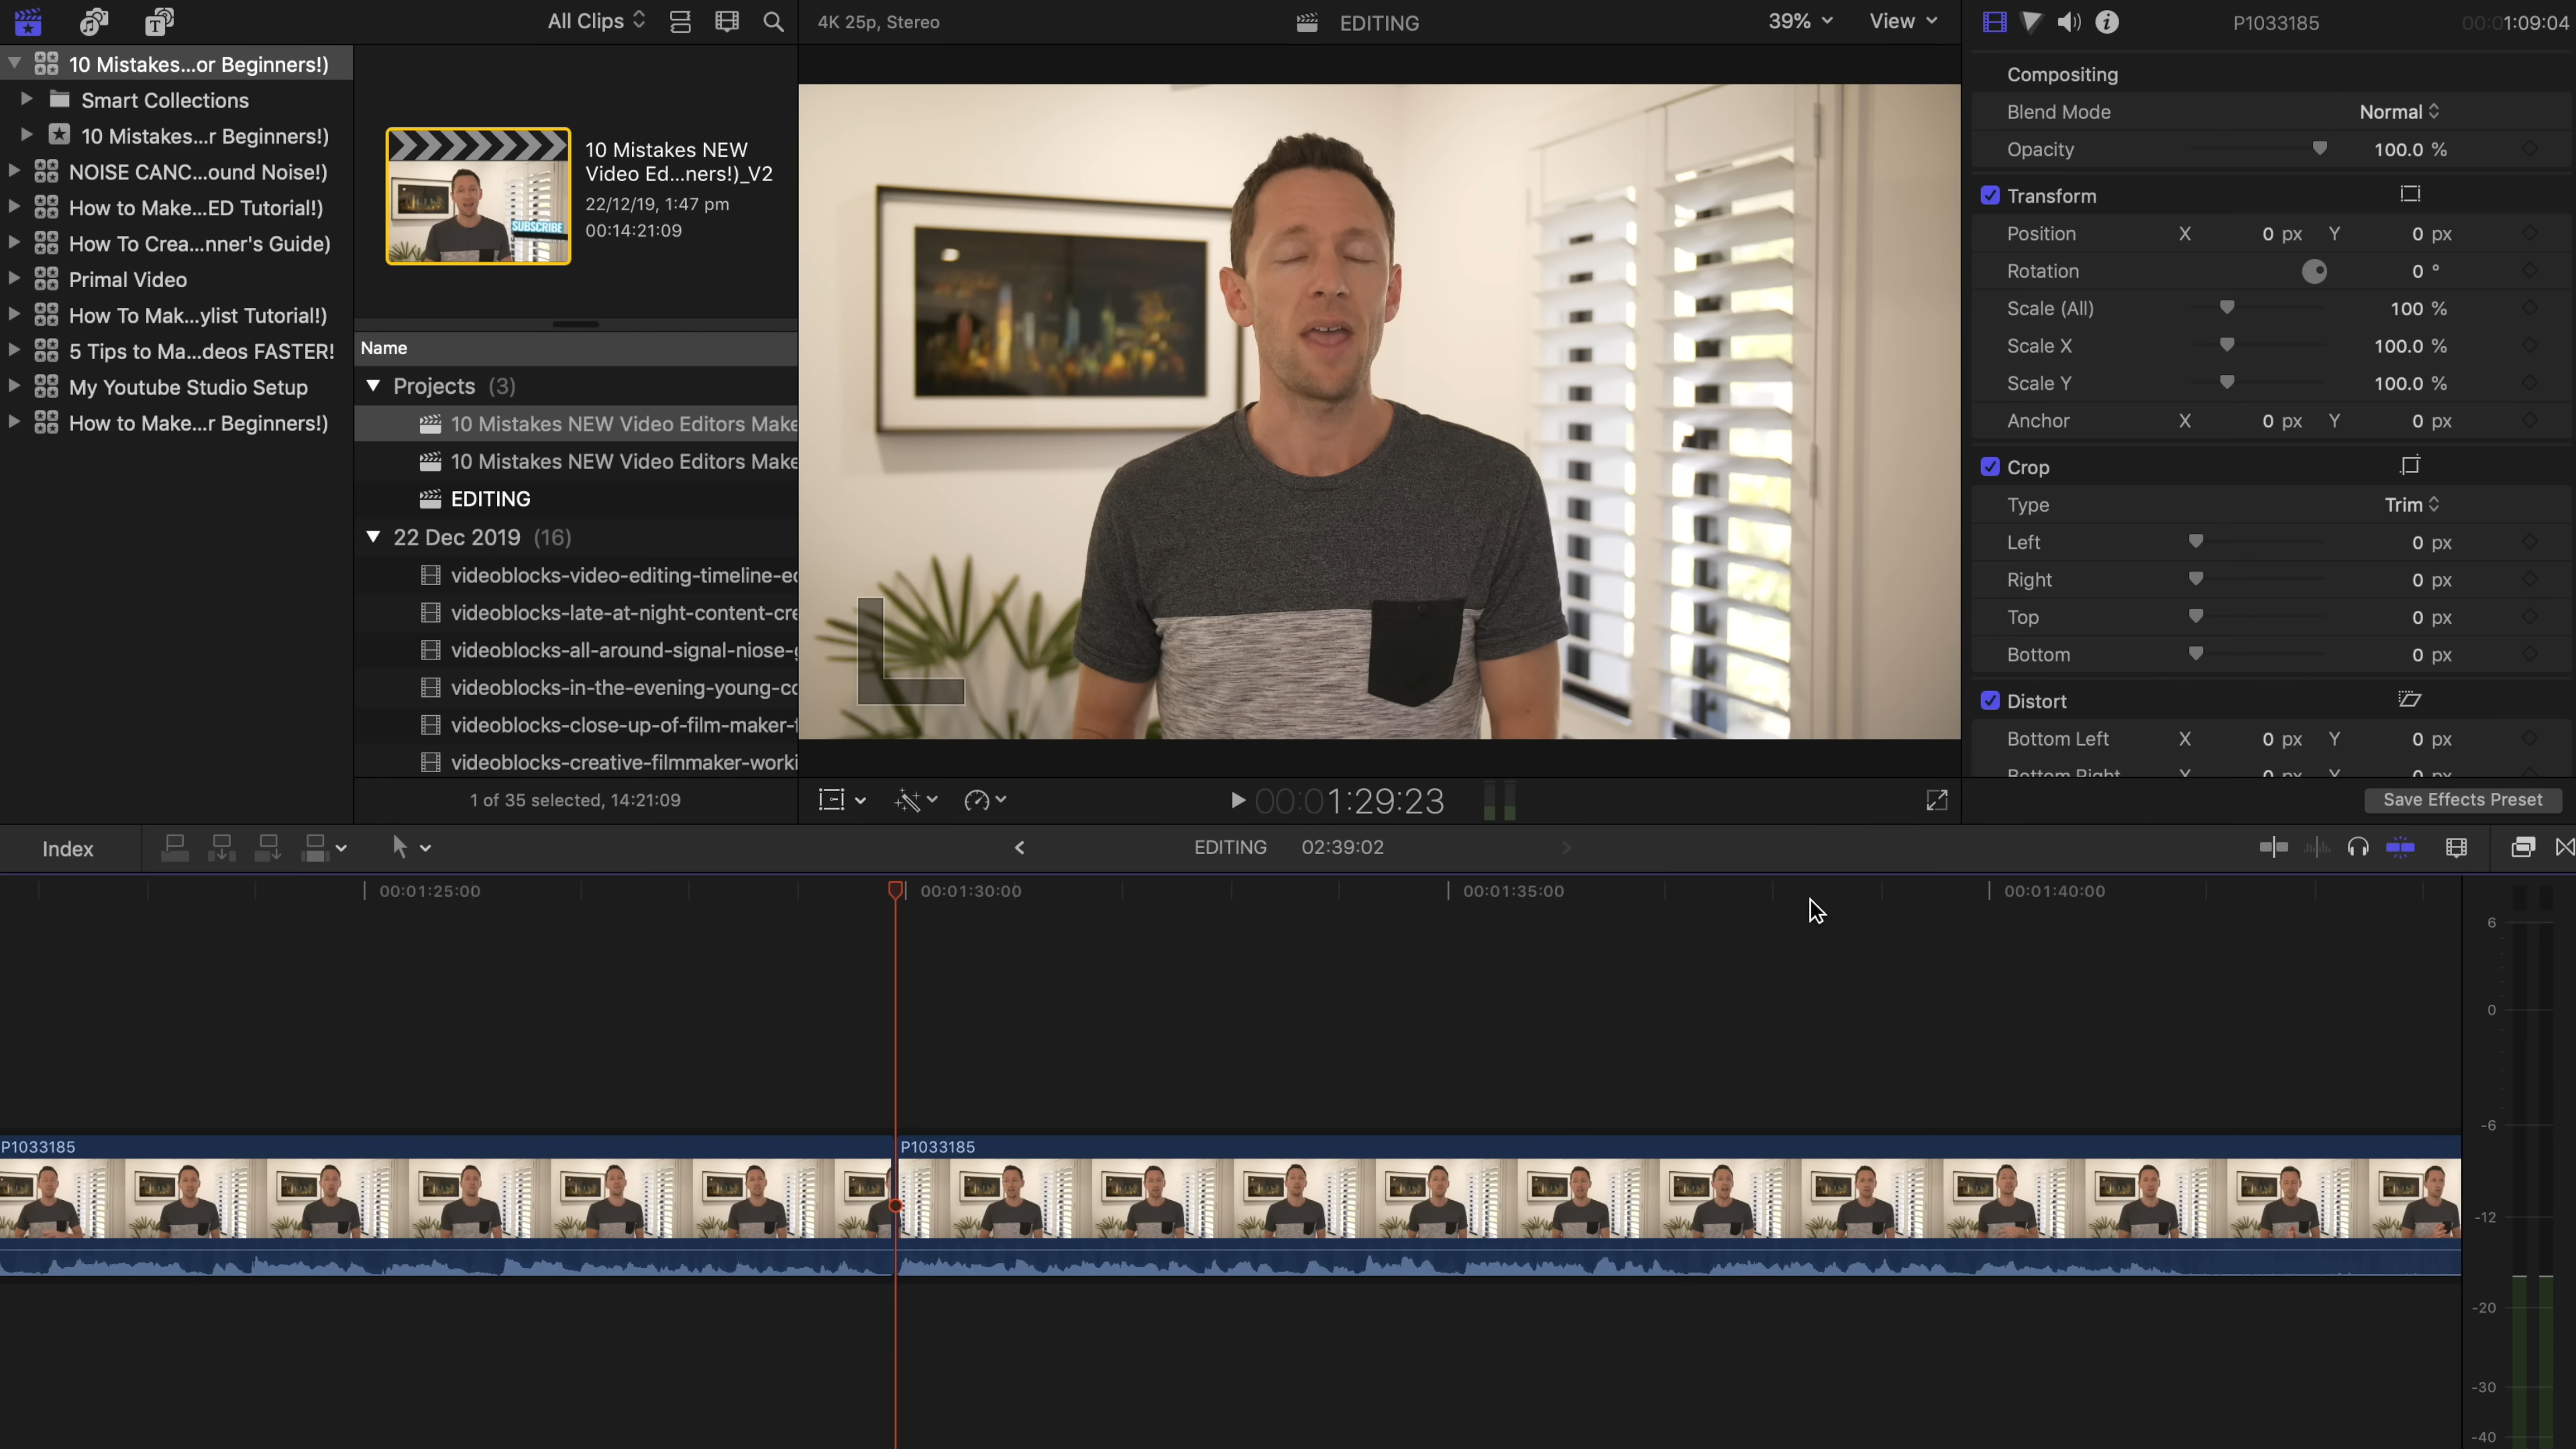 All Clips
4K 25p, Stereo
EDITING
39%
View
P1033185
00:001:09:04
10 Mistakes...or Beginners!)
Smart Collections
10 Mistakes...r Beginners!)
NOISE CANC...ound Noise!)
How to Make...ED Tutorial!)
How To Crea...nner's Guide)
Primal Video
How To Mak...ylist Tutorial!)
5 Tips to Ma...deos FASTER!
My Youtube Studio Setup
How to Make...r Beginners!)
SUBSCRIBE
10 Mistakes NEW
Video Ed...ners!)_V2
22/12/19, 1:47 pm
00:14:21:09
Name
Projects (3)
10 Mistakes NEW Video Editors Make
10 Mistakes NEW Video Editors Make
EDITING
22 Dec 2019 (16)
videoblocks-video-editing-timeline-ed
videoblocks-late-at-night-content-cre
videoblocks-all-around-signal-niose-g
videoblocks-in-the-evening-young-co
videoblocks-close-up-of-film-maker-f
videoblocks-creative-filmmaker-worki
1 of 35 selected, 14:21:09
00:01:29:23
Compositing
Blend Mode Normal
Opacity 100.0 %
Transform
Position X 0 px Y 0 px
Rotation 0 °
Scale (All) 100 %
Scale X 100.0 %
Scale Y 100.0 %
Anchor X 0 px Y 0 px
Crop
Type Trim
Left 0 px
Right 0 px
Top 0 px
Bottom 0 px
Distort
Bottom Left X 0 px Y 0 px
Bottom Right X 0 px Y 0 px
Save Effects Preset
Index
EDITING 02:39:02
00:01:25:00
00:01:30:00
00:01:35:00
00:01:40:00
P1033185
P1033185
6
0
-6
-12
-20
-30
-40